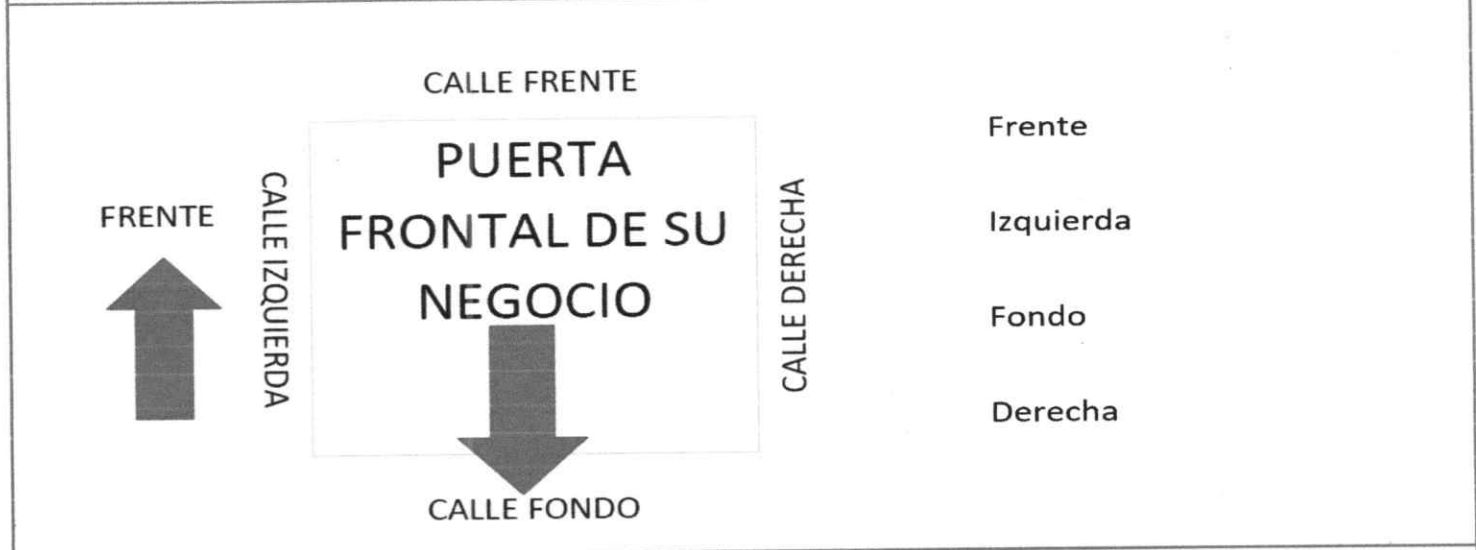 CALLE FRENTE
PUERTA
FRONTAL DE SU
NEGOCIO
FRENTE
CALLE IZQUIERDA
CALLE DERECHA
CALLE FONDO
Frente
Izquierda
Fondo
Derecha